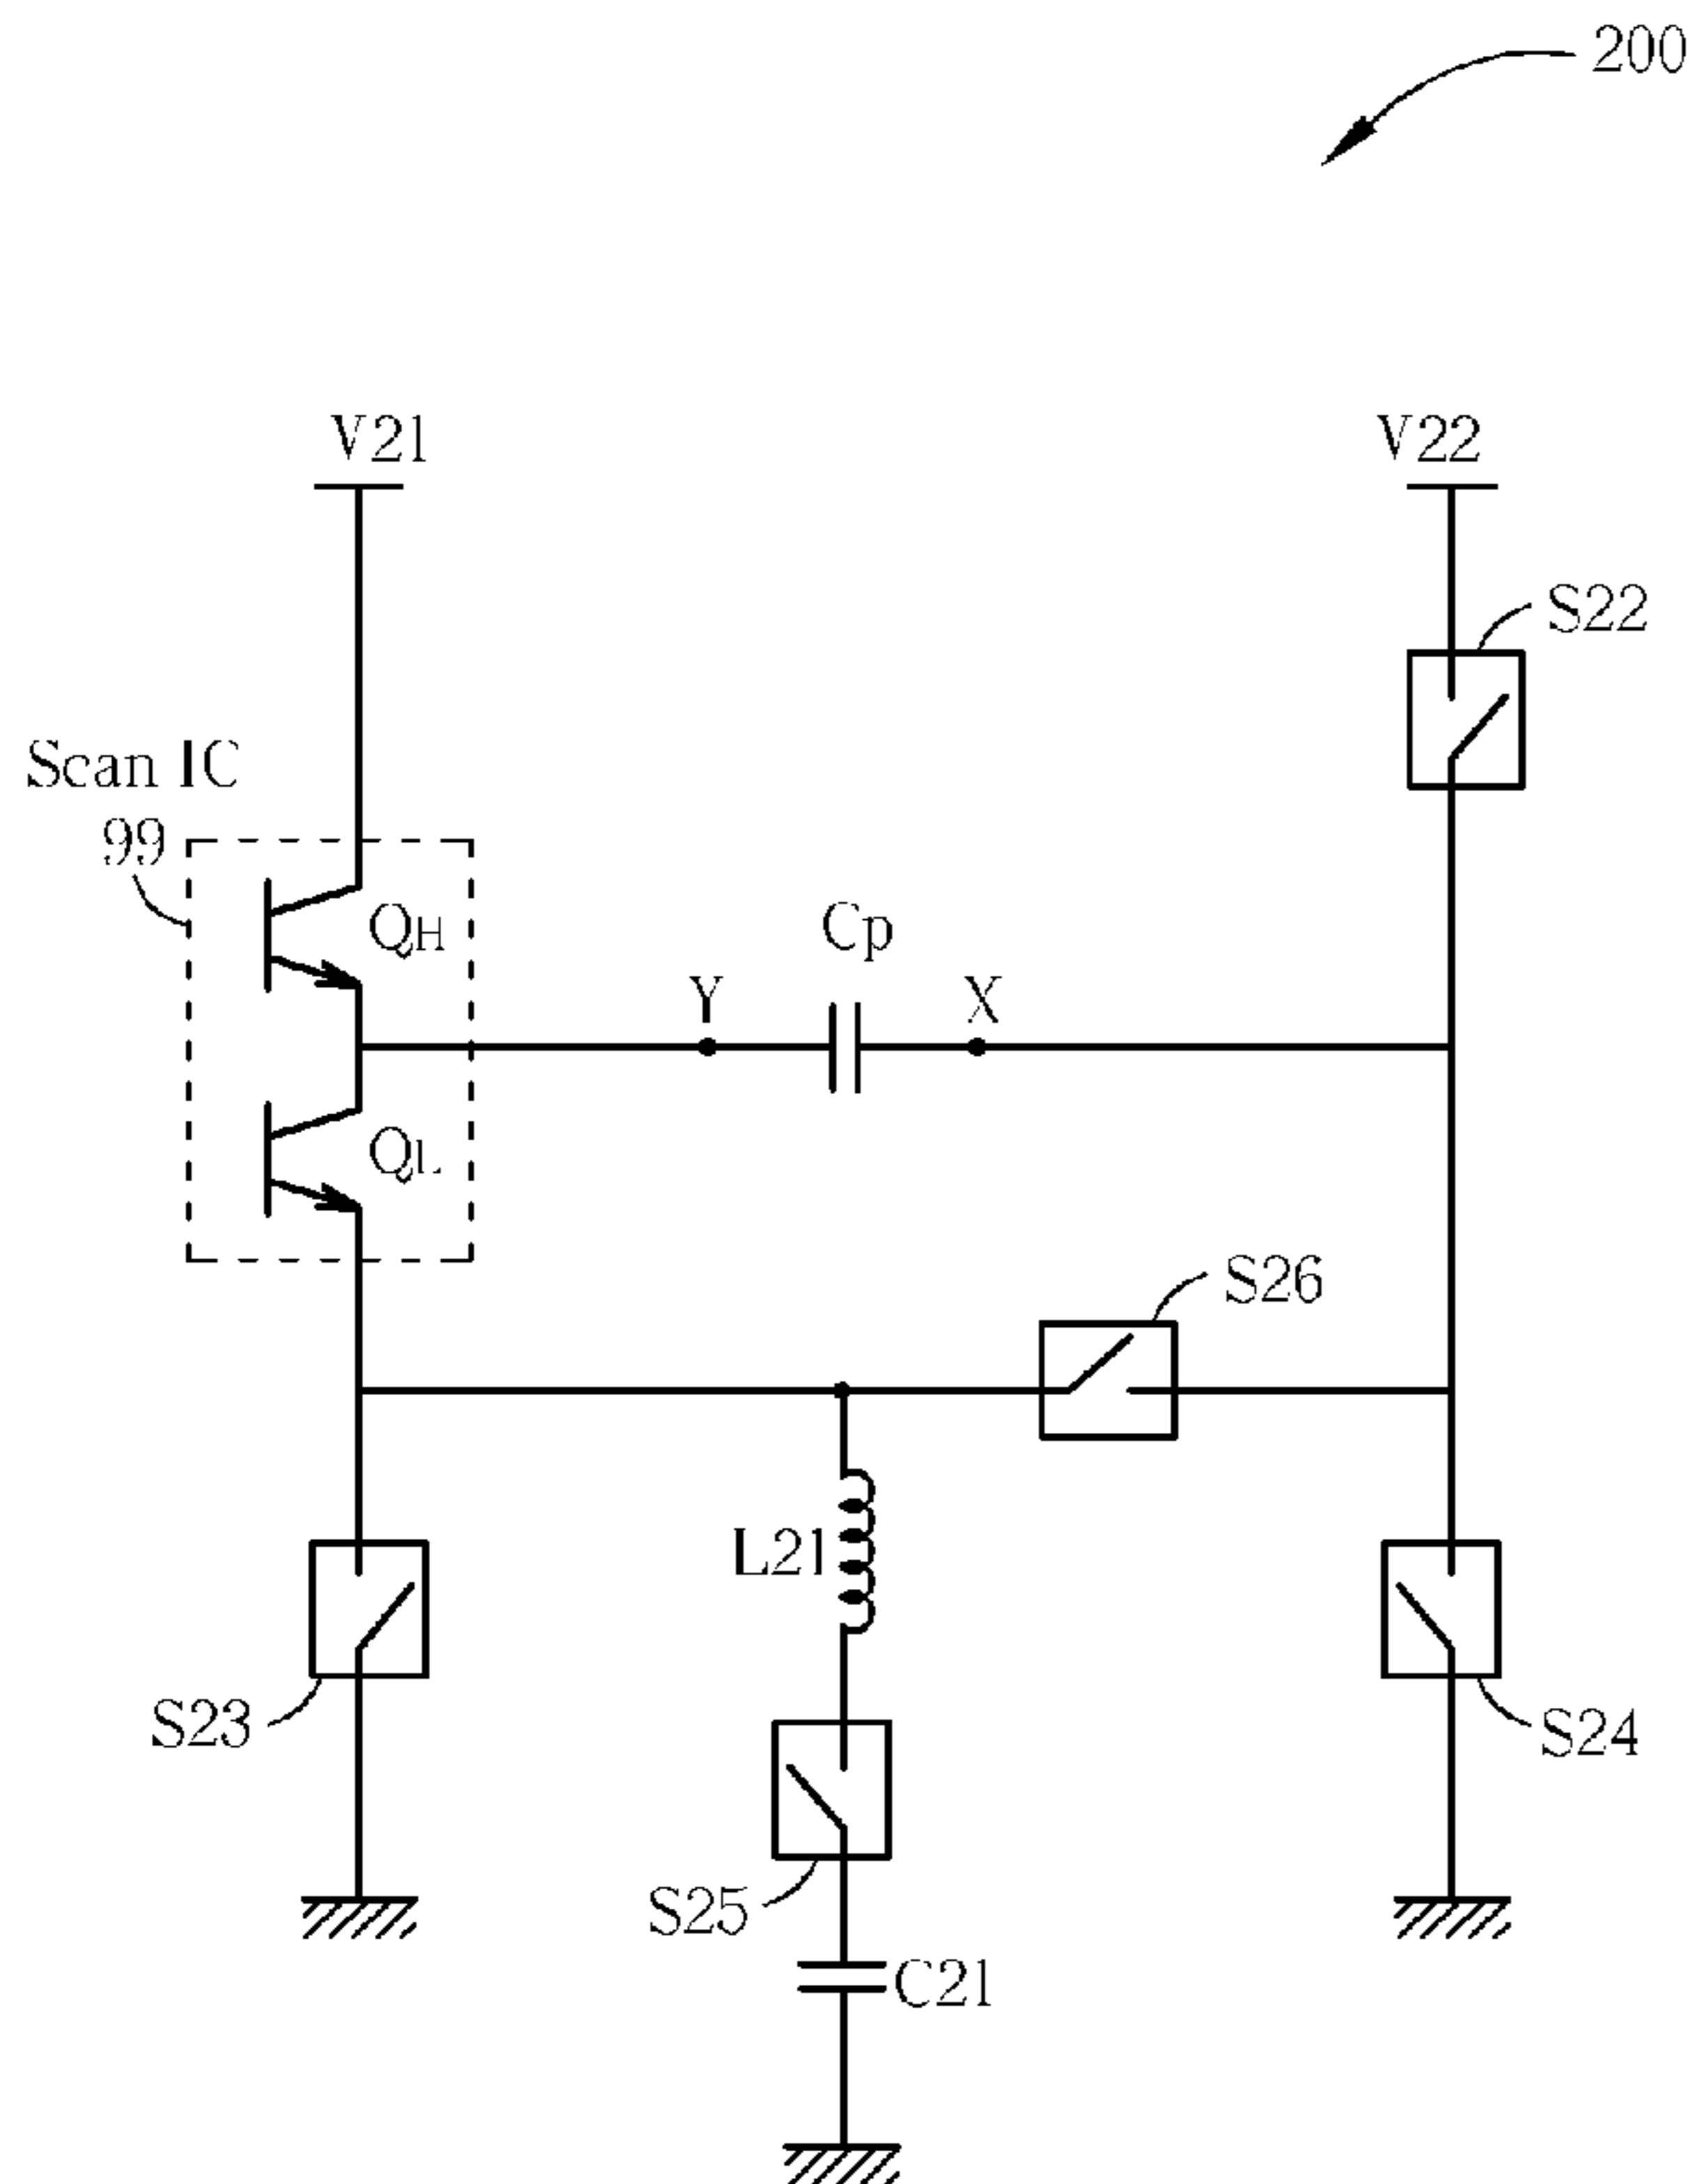 200
V21
V22
S22
Scan IC
99
QH
Cp
Y
X
QL
S26
L21
S23
S24
S25
C21